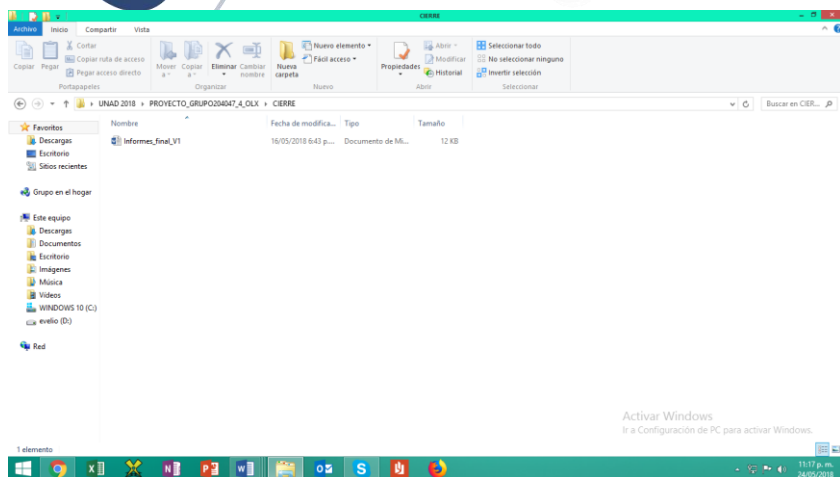 CIERRE
Archivo Inicio Compartir Vista
Copiar Pegar Cortar Copiar ruta de acceso Pegar acceso directo
Mover a Copiar a Eliminar Cambiar nombre
Nueva carpeta Nuevo elemento Fácil acceso
Propiedades Abrir Modificar Historial
Seleccionar todo No seleccionar ninguno Invertir selección
Portapapeles Organizar Nuevo Abrir Seleccionar
UNAD 2018 PROYECTO_GRUPO204047_4_OLX CIERRE Buscar en CIER...
Nombre Fecha de modifica... Tipo Tamaño
Informes_final_V1 16/05/2018 6:43 p.... Documento de Mi... 12 KB
Favoritos
Descargas
Escritorio
Sitios recientes
Grupo en el hogar
Este equipo
Descargas
Documentos
Escritorio
Imágenes
Música
Vídeos
WINDOWS 10 (C:)
evelio (D:)
Red
Activar Windows
Ir a Configuración de PC para activar Windows.
1 elemento
11:17 p. m.
24/05/2018